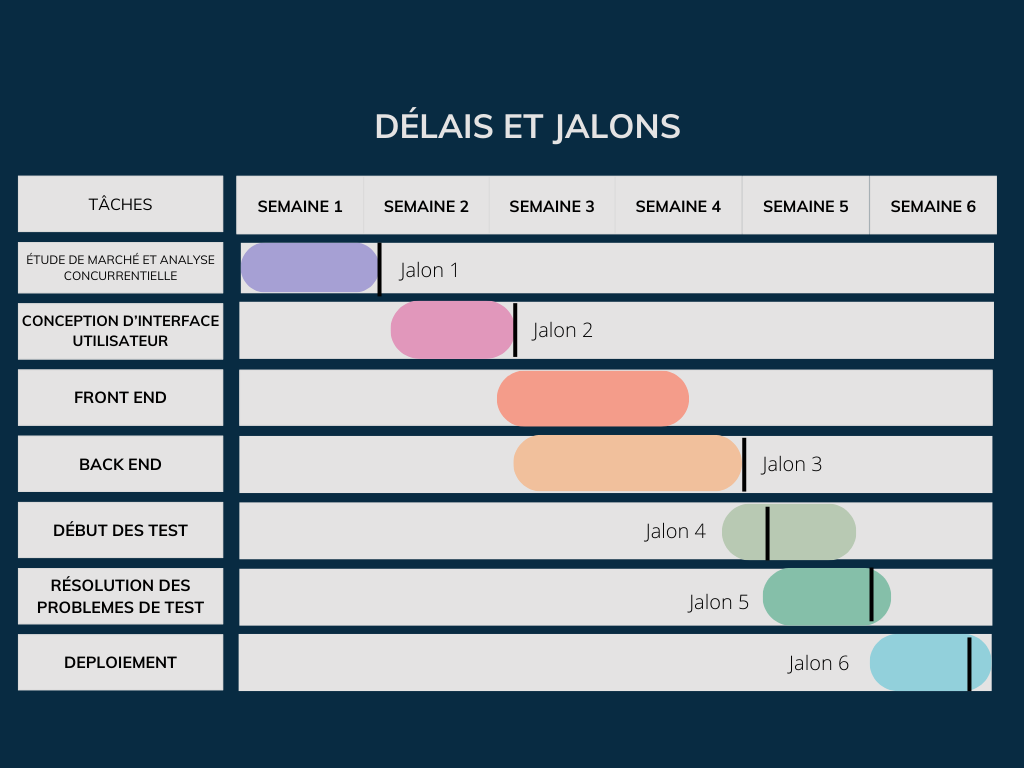 DÉLAIS ET JALONS
TÂCHES
SEMAINE 1
SEMAINE 2
SEMAINE 3
SEMAINE 4
SEMAINE 5
SEMAINE 6
ÉTUDE DE MARCHÉ ET ANALYSE
CONCURRENTIELLE
Jalon 1
CONCEPTION D'INTERFACE
UTILISATEUR
Jalon 2
FRONT END
BACK END
Jalon 3
DÉBUT DES TEST
Jalon 4
RÉSOLUTION DES
PROBLEMES DE TEST
Jalon 5
DEPLOIEMENT
Jalon 6